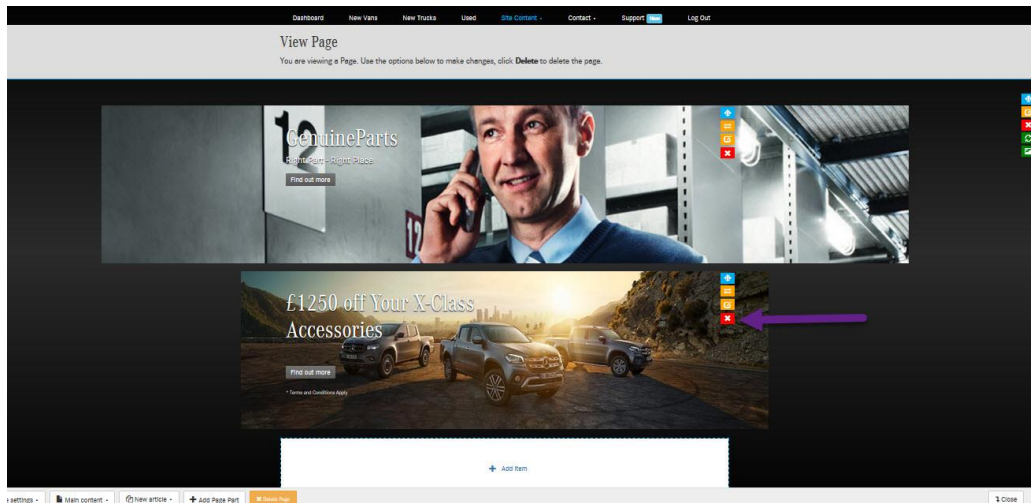 Dashboard New Vans New Trucks Used Site Content Contact Support New Log Out
View Page
You are viewing a Page. Use the options below to make changes, click Delete to delete the page.
12
GenuineParts
Right Part - Right Place
Find out more
12
£1250 off Your X-Class
Accessories
Find out more
* Terms and Conditions Apply
+ Add Item
settings Main content New article + Add Page Part Delete Page Close